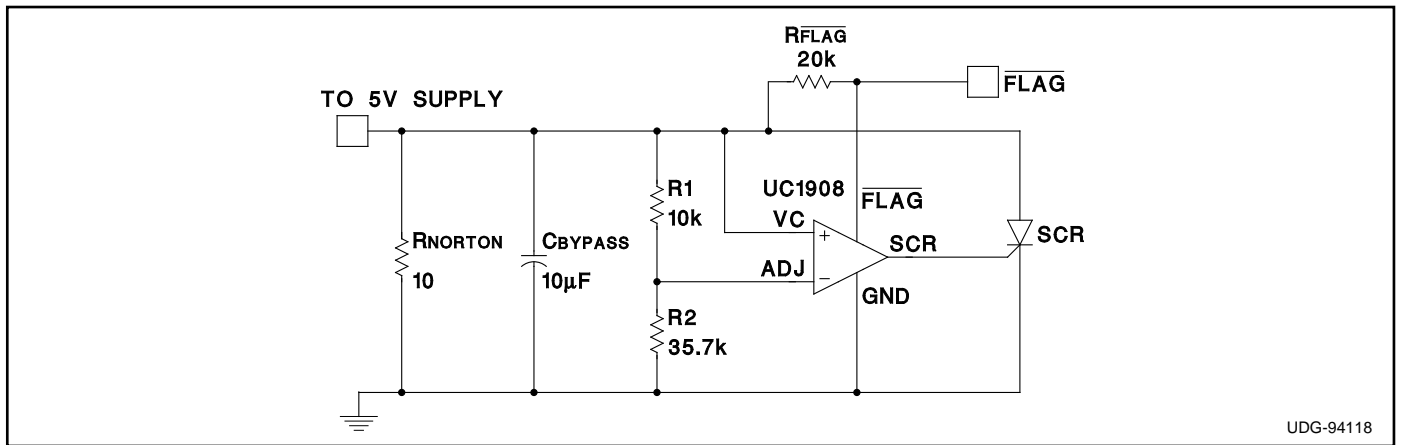 RFLAG
20k
FLAG
TO 5V SUPPLY
R1
10k
UC1908
FLAG
VC
+
SCR
SCR
RNORTON
10
CBYPASS
10µF
ADJ
−
GND
R2
35.7k
UDG-94118